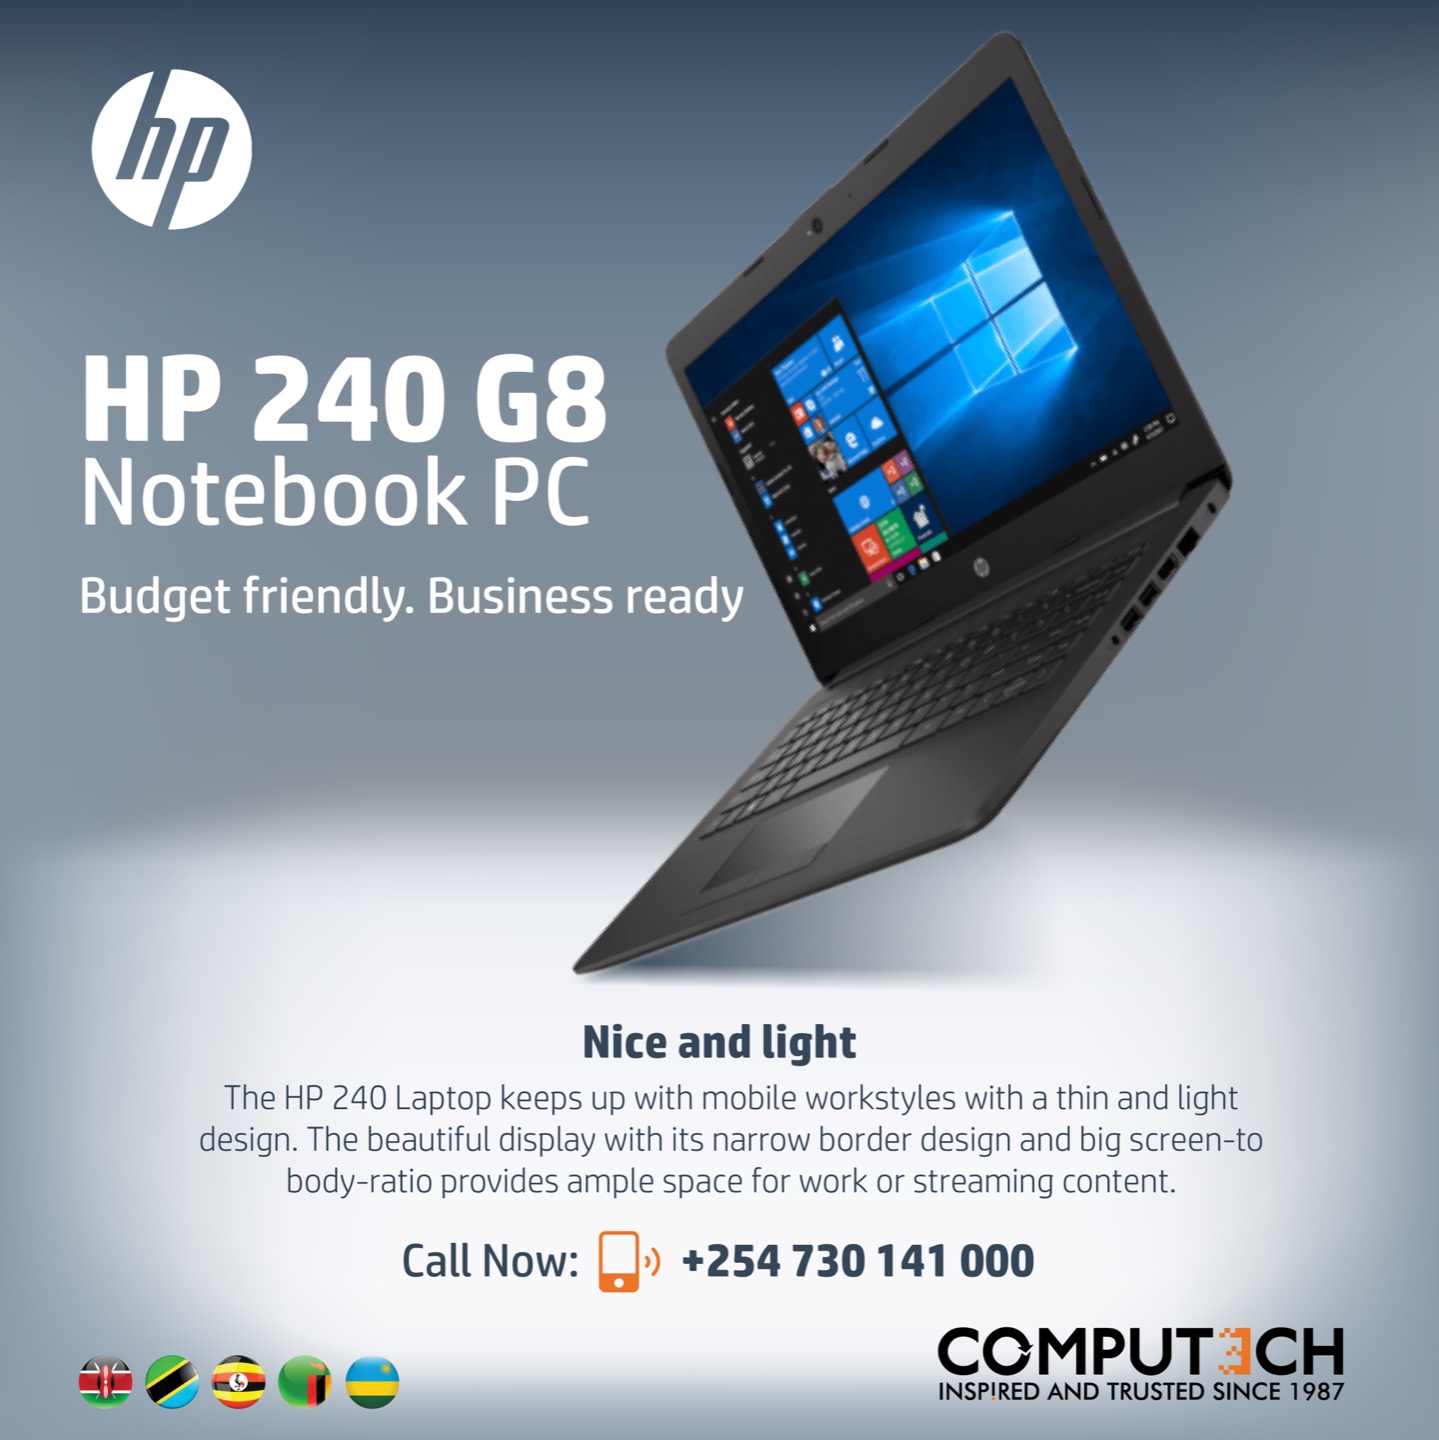 hp
HP 240 G8
Notebook PC
Budget friendly. Business ready
Nice and light
The HP 240 Laptop keeps up with mobile workstyles with a thin and light
design. The beautiful display with its narrow border design and big screen-to
body-ratio provides ample space for work or streaming content.
Call Now: +254 730 141 000
COMPUTECH
INSPIRED AND TRUSTED SINCE 1987